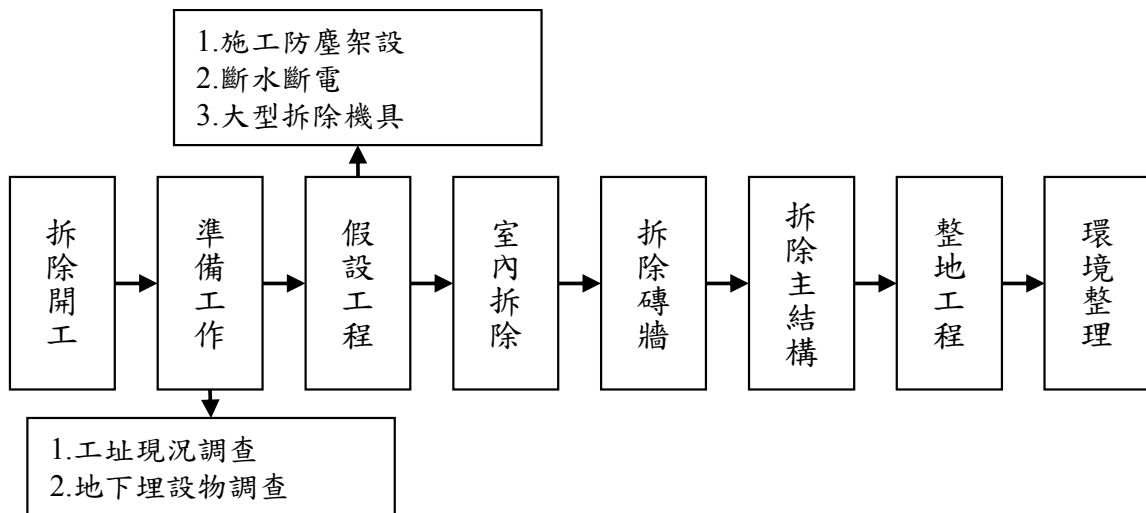 1.施工防塵架設
2.斷水斷電
3.大型拆除機具
拆除開工
準備工作
假設工程
室內拆除
拆除磚牆
拆除主結構
整地工程
環境整理
1.工址現況調查
2.地下埋設物調查